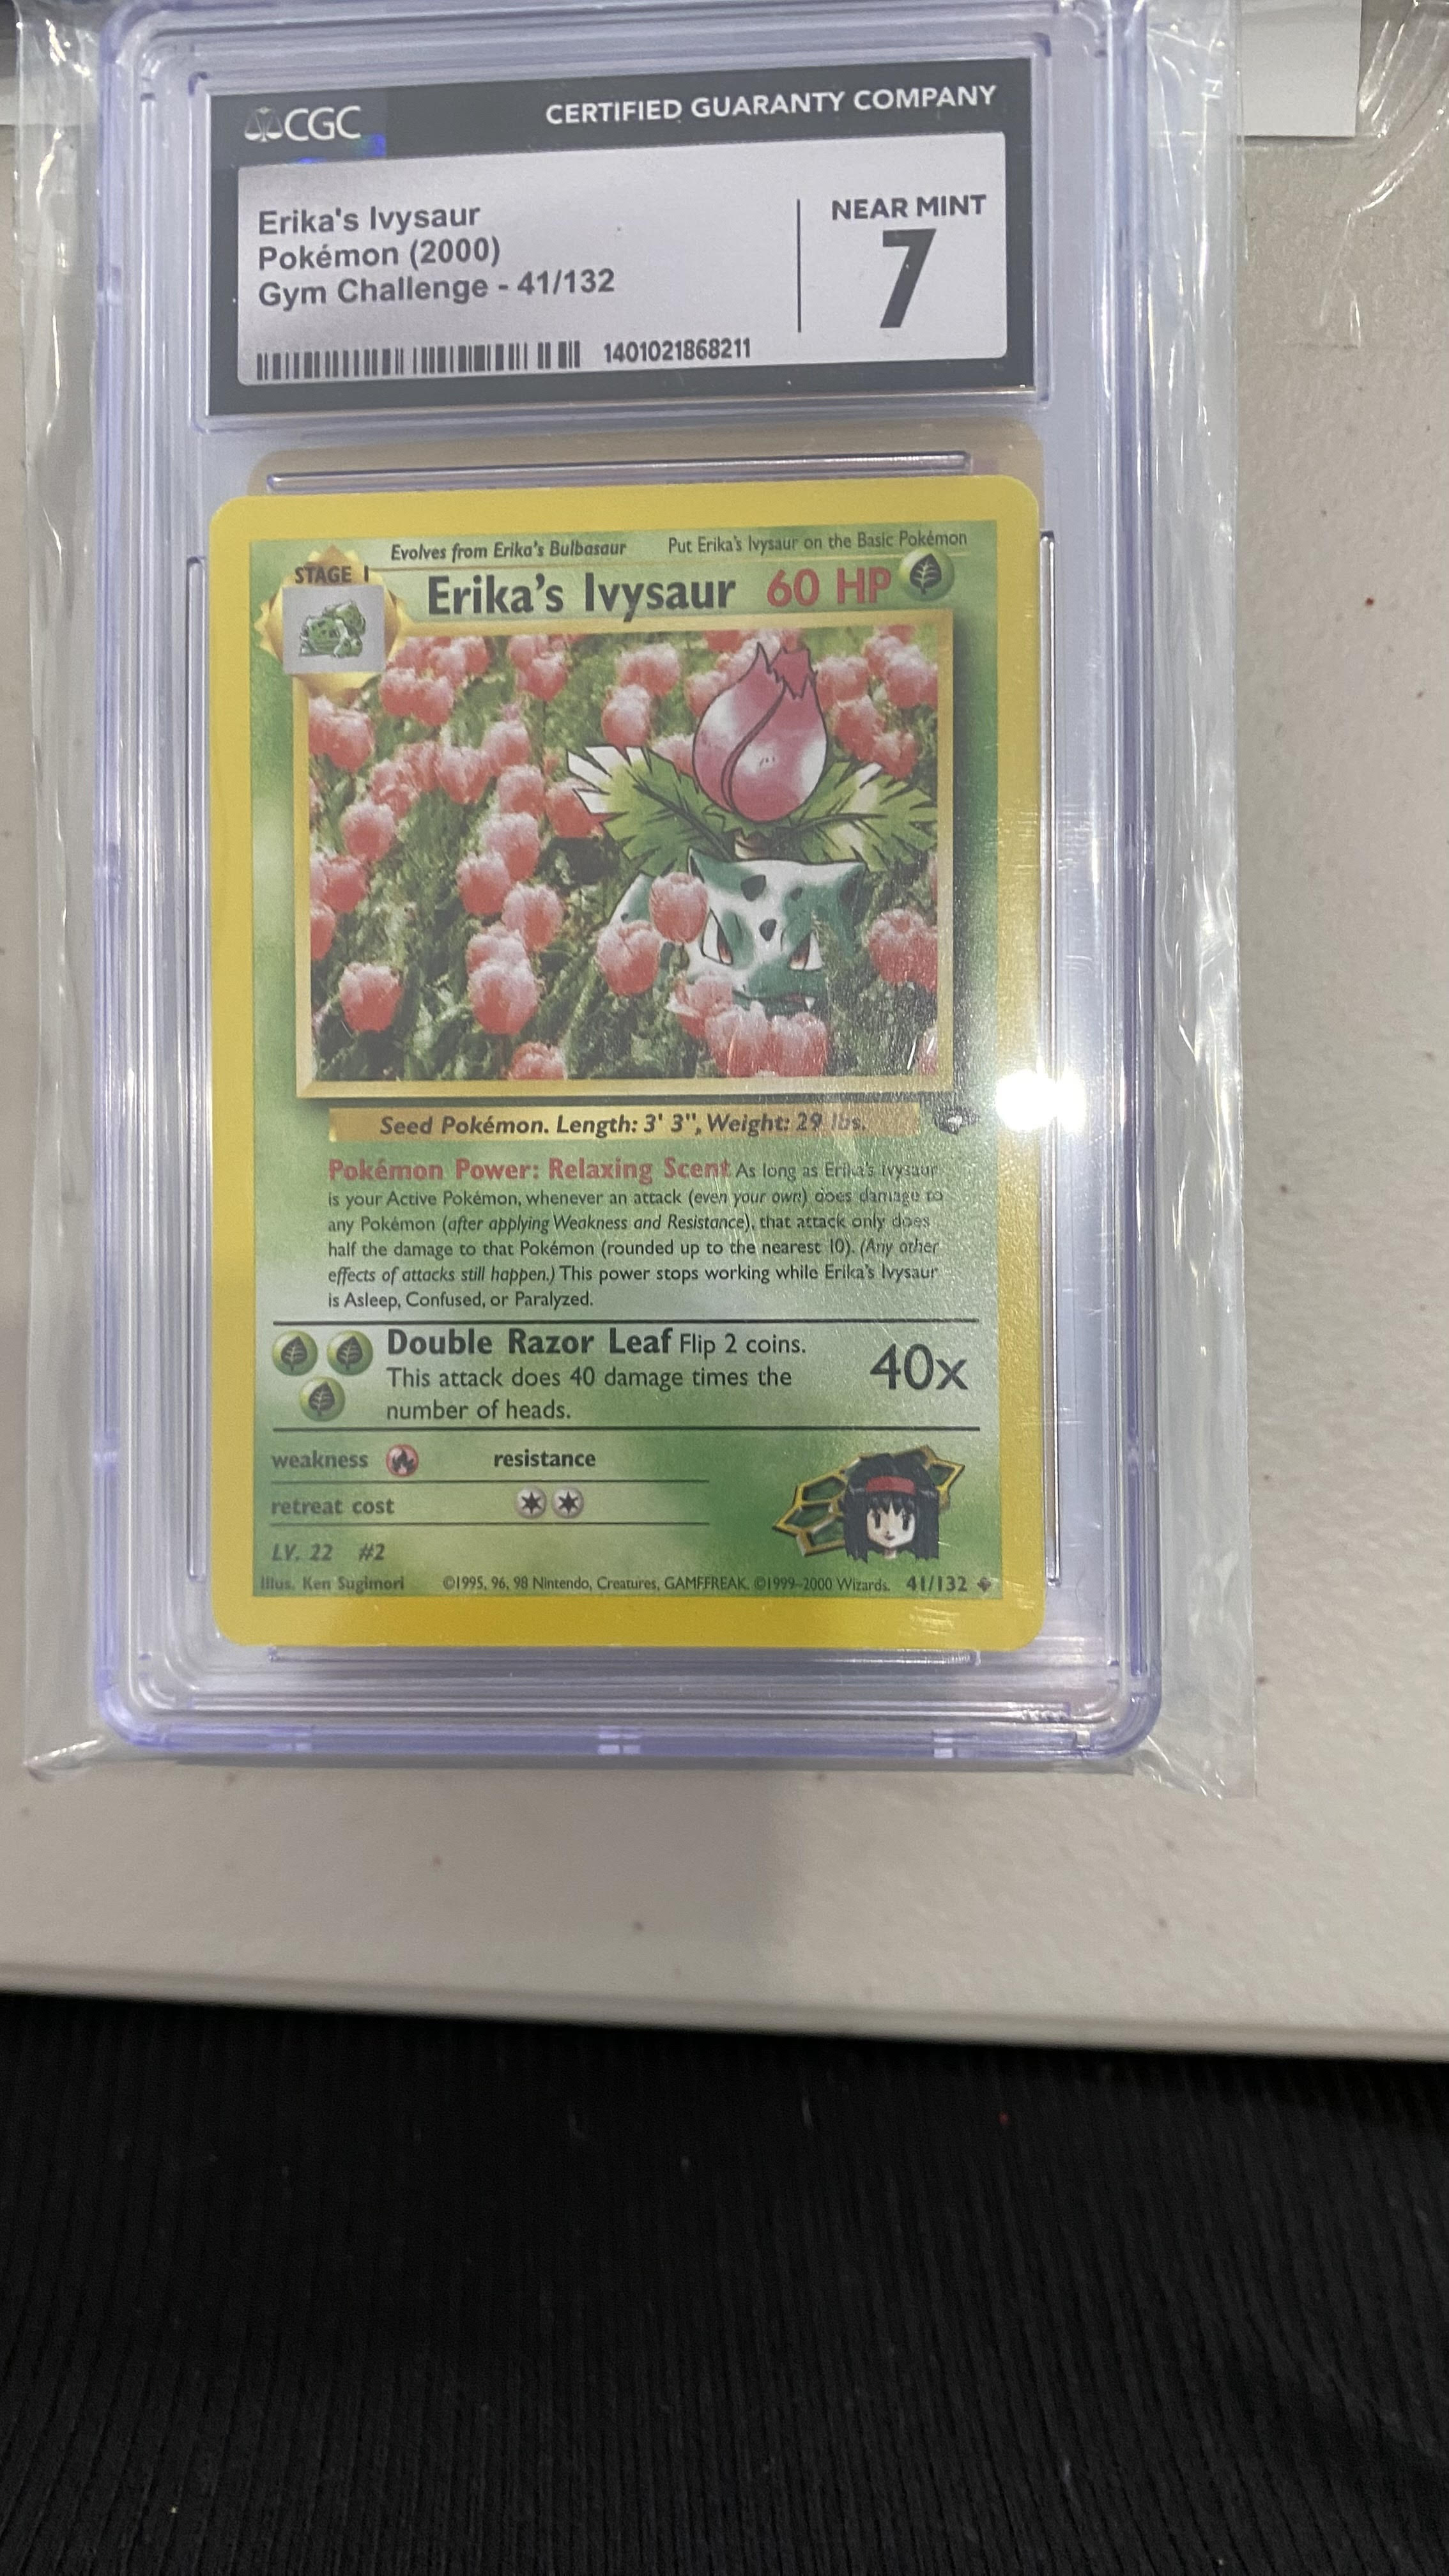 CGC
CERTIFIED GUARANTY COMPANY
Erika's Ivysaur
Pokémon (2000)
Gym Challenge - 41/132
NEAR MINT
7
1401021868211
Evolves from Erika's Bulbasaur
Put Erika's Ivysaur on the Basic Pokémon
STAGE 1
Erika's Ivysaur 60 HP
Seed Pokémon. Length: 3' 3", Weight: 29 lbs.
Pokémon Power: Relaxing Scent As long as Erika's Ivysaur
is your Active Pokémon, whenever an attack (even your own) does damage to
any Pokémon (after applying Weakness and Resistance), that attack only does
half the damage to that Pokémon (rounded up to the nearest 10). (Any other
effects of attacks still happen.) This power stops working while Erika's Ivysaur
is Asleep, Confused, or Paralyzed.
Double Razor Leaf Flip 2 coins.
This attack does 40 damage times the
number of heads.
40x
weakness
resistance
retreat cost
LV. 22 #2
Illus. Ken Sugimori
©1995, 96, 98 Nintendo, Creatures, GAMEFREAK. ©1999-2000 Wizards.
41/132